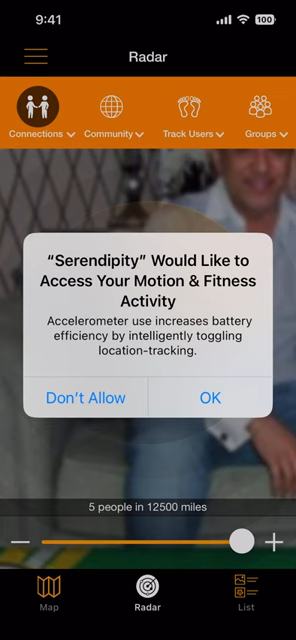 9:41
100
Radar
Connections
Community
Track Users
Groups
“Serendipity” Would Like to
Access Your Motion & Fitness
Activity
Accelerometer use increases battery
efficiency by intelligently toggling
location-tracking.
Don't Allow
OK
5 people in 12500 miles
Map
Radar
List